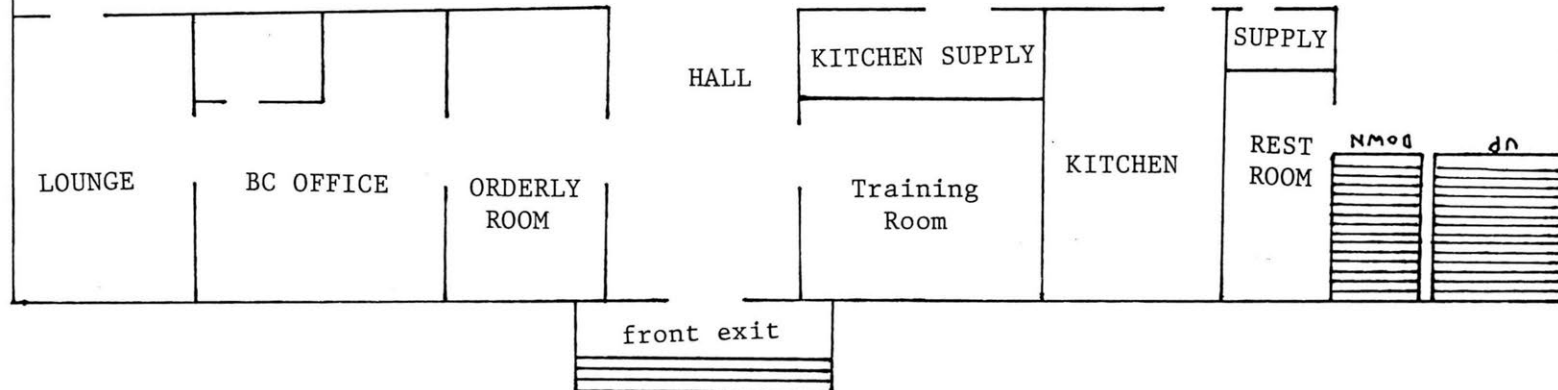 HALL
KITCHEN SUPPLY
SUPPLY
LOUNGE
BC OFFICE
ORDERLY
ROOM
Training
Room
KITCHEN
REST
ROOM
DOWN
UP
front exit